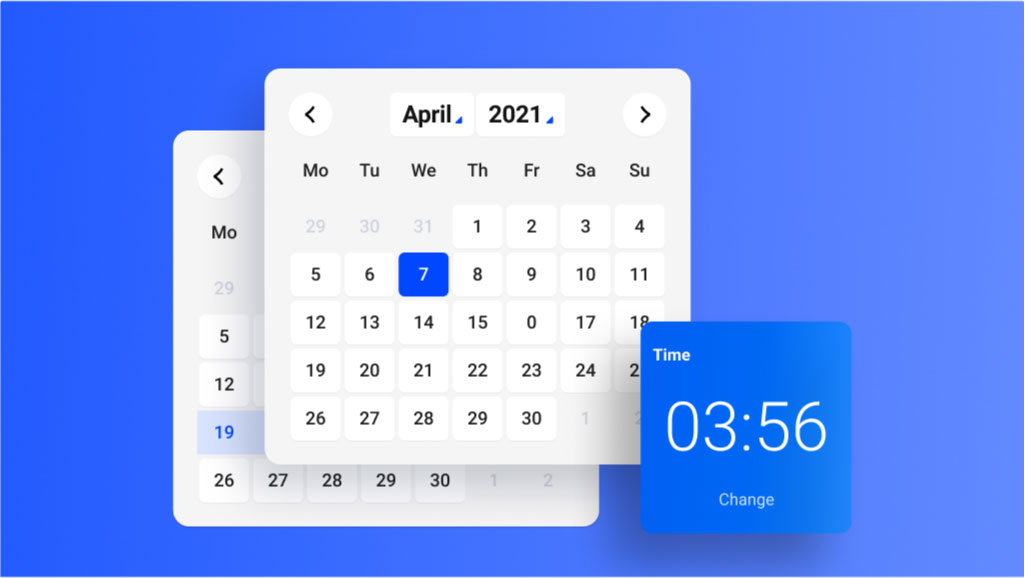 April 2021
Mo Tu We Th Fr Sa Su
29 30 31 1 2 3 4
5 6 7 8 9 10 11
12 13 14 15 0 17 18
19 20 21 22 23 24
26 27 28 29 30 1 2
Mo
29
5
12
19
26 27 28 29 30 1 2
Time
03:56
Change